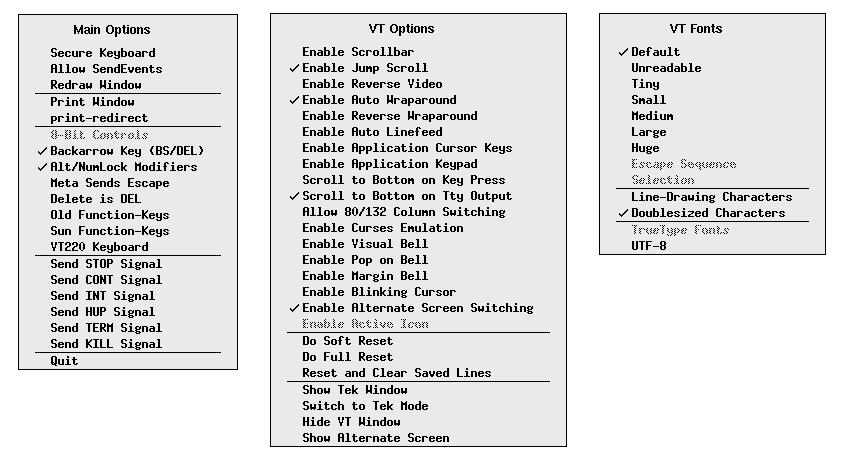 Main Options
Secure Keyboard
Allow SendEvents
Redraw Window
Print Window
print-redirect
8-Bit Controls
Backarrow Key (BS/DEL)
Alt/NumLock Modifiers
Meta Sends Escape
Delete is DEL
Old Function-Keys
Sun Function-Keys
VT220 Keyboard
Send STOP Signal
Send CONT Signal
Send INT Signal
Send HUP Signal
Send TERM Signal
Send KILL Signal
Quit
VT Options
Enable Scrollbar
Enable Jump Scroll
Enable Reverse Video
Enable Auto Wraparound
Enable Reverse Wraparound
Enable Auto Linefeed
Enable Application Cursor Keys
Enable Application Keypad
Scroll to Bottom on Key Press
Scroll to Bottom on Tty Output
Allow 80/132 Column Switching
Enable Curses Emulation
Enable Visual Bell
Enable Pop on Bell
Enable Margin Bell
Enable Blinking Cursor
Enable Alternate Screen Switching
Enable Active Icon
Do Soft Reset
Do Full Reset
Reset and Clear Saved Lines
Show Tek Window
Switch to Tek Mode
Hide VT Window
Show Alternate Screen
VT Fonts
Default
Unreadable
Tiny
Small
Medium
Large
Huge
Escape Sequence
Selection
Line-Drawing Characters
Doublesized Characters
TrueType Fonts
UTF-8